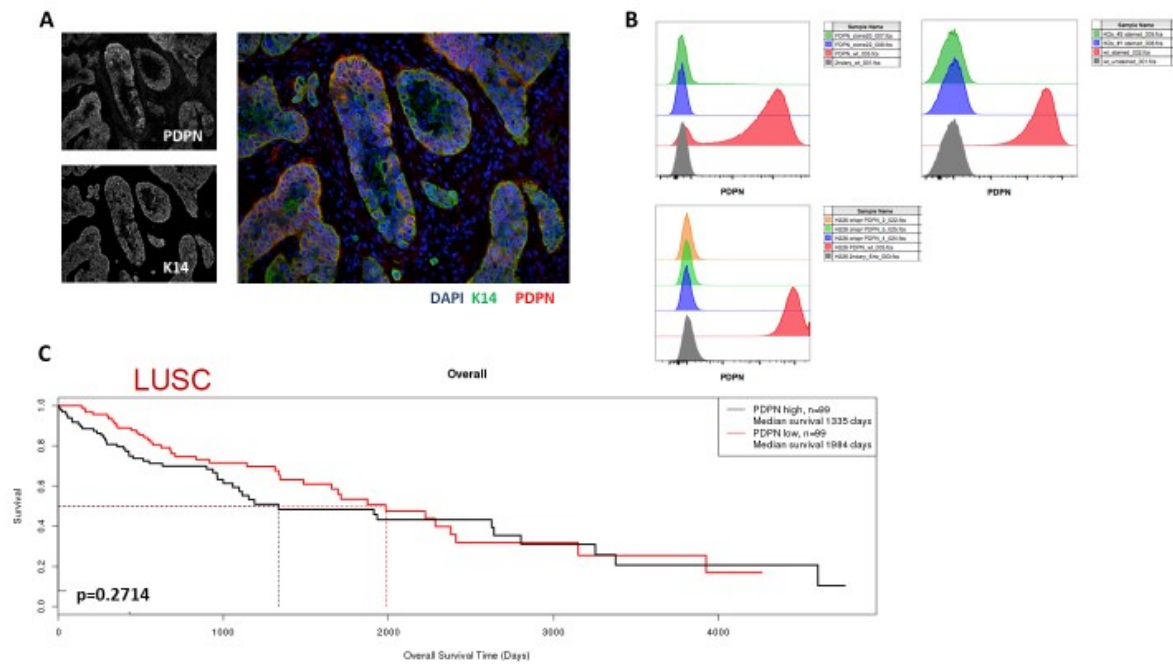 A
PDPN
K14
DAPI K14 PDPN
B
Sample Name
PDPN
Sample Name
PDPN
Sample Name
PDPN
C
LUSC
Overall
PDPN high, n=99
Median survival 1335 days
PDPN low, n=99
Median survival 1984 days
Survival
1.0
0.8
0.6
0.4
0.2
0.0
p=0.2714
0
1000
2000
3000
4000
Overall Survival Time (Days)